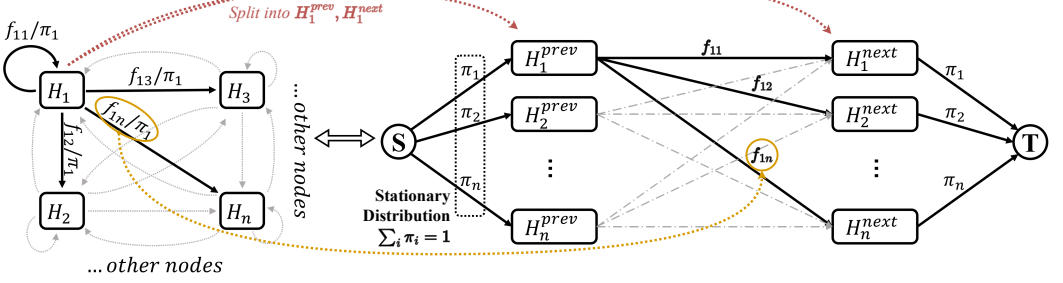 Split into H₁ᵖʳᵉᵛ, H₁ⁿᵉˣᵗ
f₁₁/π₁
H₁
f₁₃/π₁
H₃
f₁ₙ/π₁
f₁₂/π₁
H₂
Hₙ
...other nodes
...other nodes
S
π₁
π₂
πₙ
Stationary
Distribution
∑ᵢ πᵢ = 1
H₁ᵖʳᵉᵛ
H₂ᵖʳᵉᵛ
⋮
Hₙᵖʳᵉᵛ
f₁₁
f₁₂
f₁ₙ
H₁ⁿᵉˣᵗ
H₂ⁿᵉˣᵗ
⋮
Hₙⁿᵉˣᵗ
π₁
π₂
πₙ
T